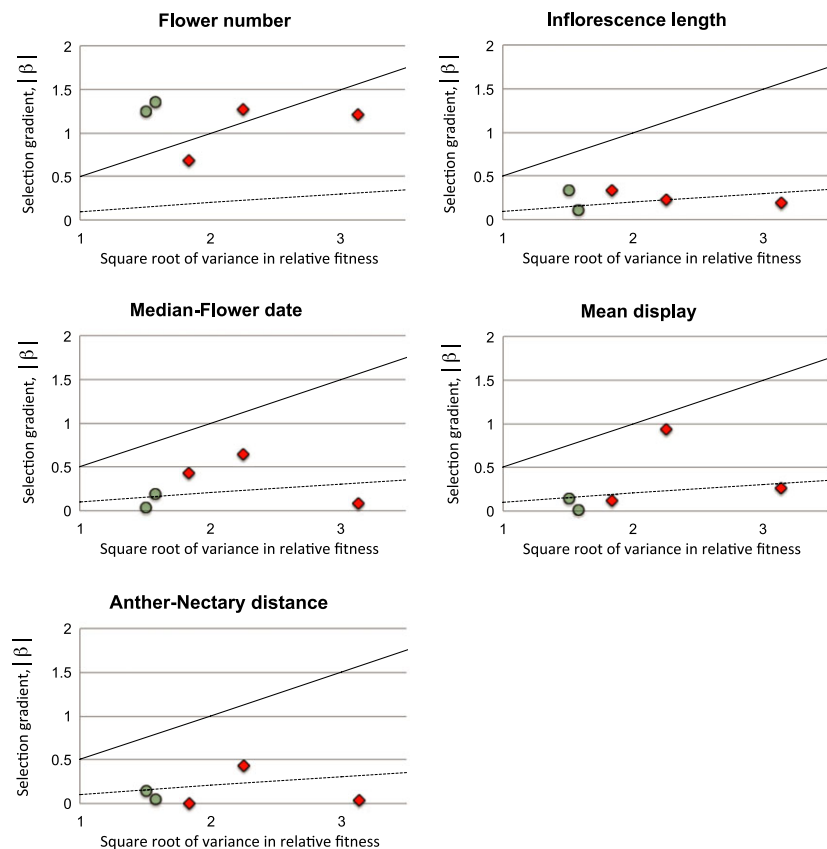 Flower number
Selection gradient, |β|
2
1.5
1
0.5
0
1
2
3
Square root of variance in relative fitness
Inflorescence length
Selection gradient, |β|
2
1.5
1
0.5
0
1
2
3
Square root of variance in relative fitness
Median-Flower date
Selection gradient, |β|
2
1.5
1
0.5
0
1
2
3
Square root of variance in relative fitness
Mean display
Selection gradient, |β|
2
1.5
1
0.5
0
1
2
3
Square root of variance in relative fitness
Anther-Nectary distance
Selection gradient, |β|
2
1.5
1
0.5
0
1
2
3
Square root of variance in relative fitness